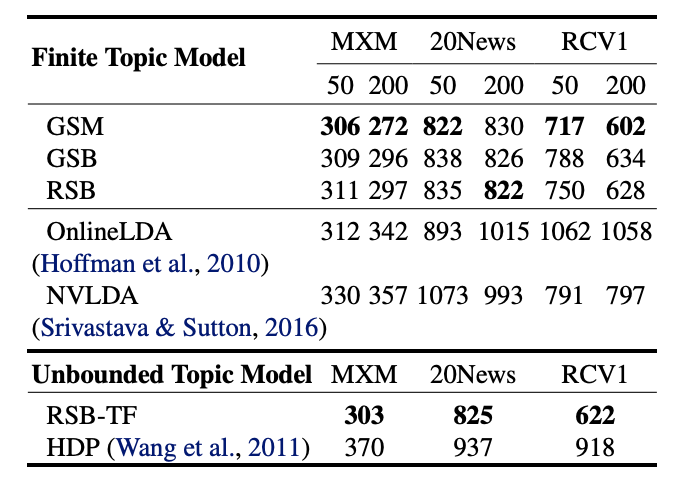 Finite Topic Model MXM 20News RCV1
50 200 50 200 50 200
GSM 306 272 822 830 717 602
GSB 309 296 838 826 788 634
RSB 311 297 835 822 750 628
OnlineLDA 312 342 893 1015 1062 1058
(Hoffman et al., 2010)
NVLDA 330 357 1073 993 791 797
(Srivastava & Sutton, 2016)
Unbounded Topic Model MXM 20News RCV1
RSB-TF 303 825 622
HDP (Wang et al., 2011) 370 937 918